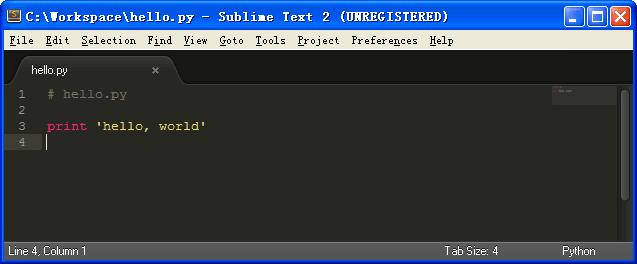 C:\Workspace\hello.py - Sublime Text 2 (UNREGISTERED)
File Edit Selection Find View Goto Tools Project Preferences Help
hello.py ×
1 # hello.py
2
3 print 'hello, world'
4
Line 4, Column 1 Tab Size: 4 Python